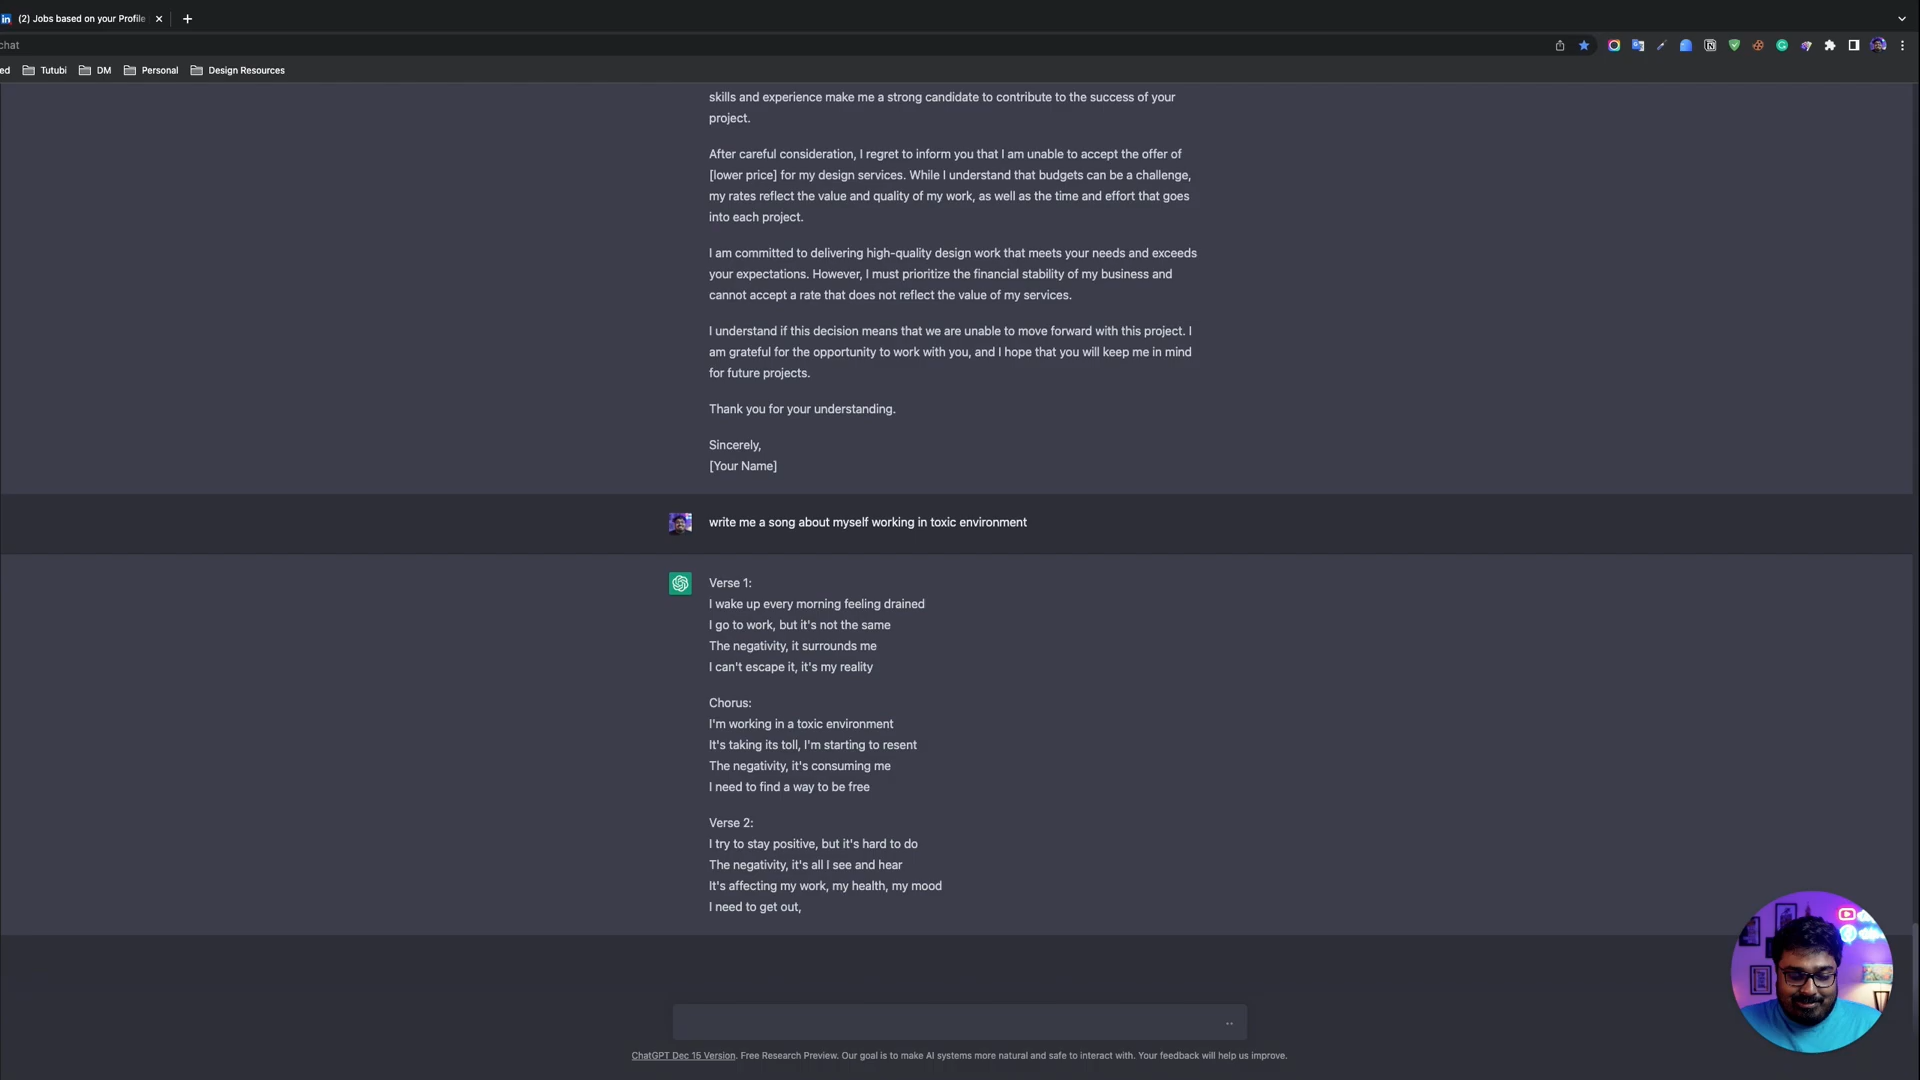 (2) Jobs based on your Profile
chat
ed
Tutubi
DM
Personal
Design Resources
skills and experience make me a strong candidate to contribute to the success of your
project.
After careful consideration, I regret to inform you that I am unable to accept the offer of
[lower price] for my design services. While I understand that budgets can be a challenge,
my rates reflect the value and quality of my work, as well as the time and effort that goes
into each project.
I am committed to delivering high-quality design work that meets your needs and exceeds
your expectations. However, I must prioritize the financial stability of my business and
cannot accept a rate that does not reflect the value of my services.
I understand if this decision means that we are unable to move forward with this project. I
am grateful for the opportunity to work with you, and I hope that you will keep me in mind
for future projects.
Thank you for your understanding.
Sincerely,
[Your Name]
write me a song about myself working in toxic environment
Verse 1:
I wake up every morning feeling drained
I go to work, but it's not the same
The negativity, it surrounds me
I can't escape it, it's my reality
Chorus:
I'm working in a toxic environment
It's taking its toll, I'm starting to resent
The negativity, it's consuming me
I need to find a way to be free
Verse 2:
I try to stay positive, but it's hard to do
The negativity, it's all I see and hear
It's affecting my work, my health, my mood
I need to get out,
ChatGPT Dec 15 Version. Free Research Preview. Our goal is to make AI systems more natural and safe to interact with. Your feedback will help us improve.